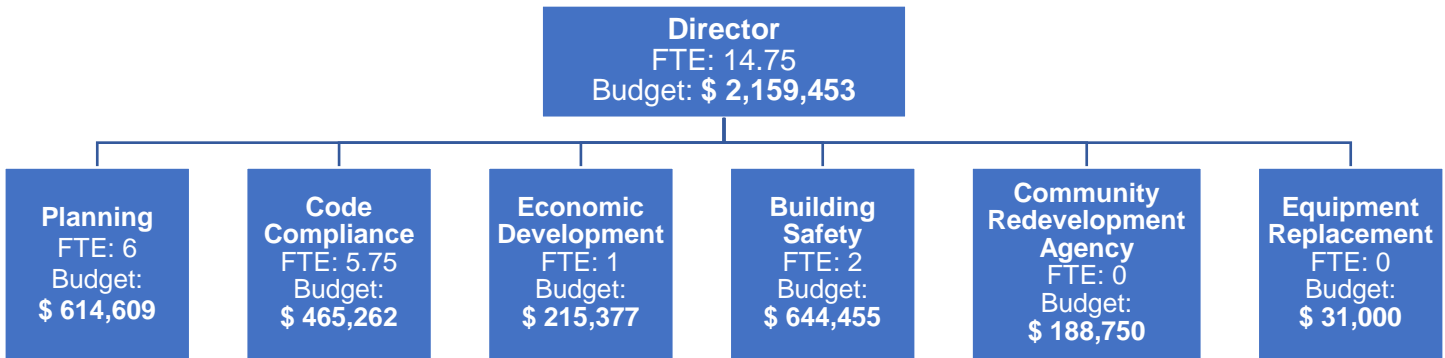 Director
FTE: 14.75
Budget: $ 2,159,453
Planning
FTE: 6
Budget:
$ 614,609
Code
Compliance
FTE: 5.75
Budget:
$ 465,262
Economic
Development
FTE: 1
Budget:
$ 215,377
Building
Safety
FTE: 2
Budget:
$ 644,455
Community
Redevelopment
Agency
FTE: 0
Budget:
$ 188,750
Equipment
Replacement
FTE: 0
Budget:
$ 31,000